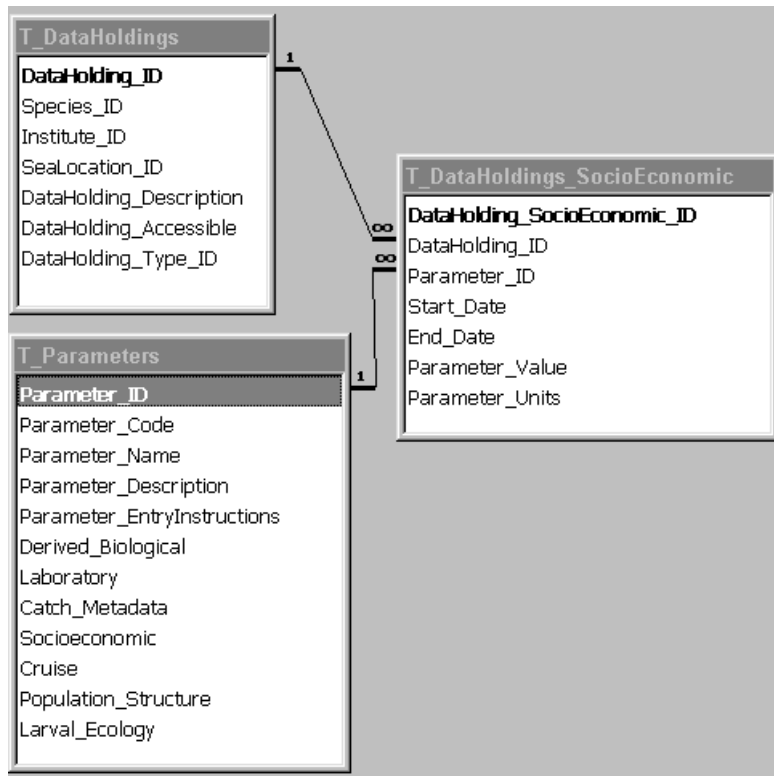 T_DataHoldings
DataHolding_ID
Species_ID
Institute_ID
SeaLocation_ID
DataHolding_Description
DataHolding_Accessible
DataHolding_Type_ID
1
T_DataHoldings_SocioEconomic
DataHolding_SocioEconomic_ID
DataHolding_ID
Parameter_ID
Start_Date
End_Date
Parameter_Value
Parameter_Units
∞
∞
T_Parameters
Parameter_ID
Parameter_Code
Parameter_Name
Parameter_Description
Parameter_EntryInstructions
Derived_Biological
Laboratory
Catch_Metadata
Socioeconomic
Cruise
Population_Structure
Larval_Ecology
1